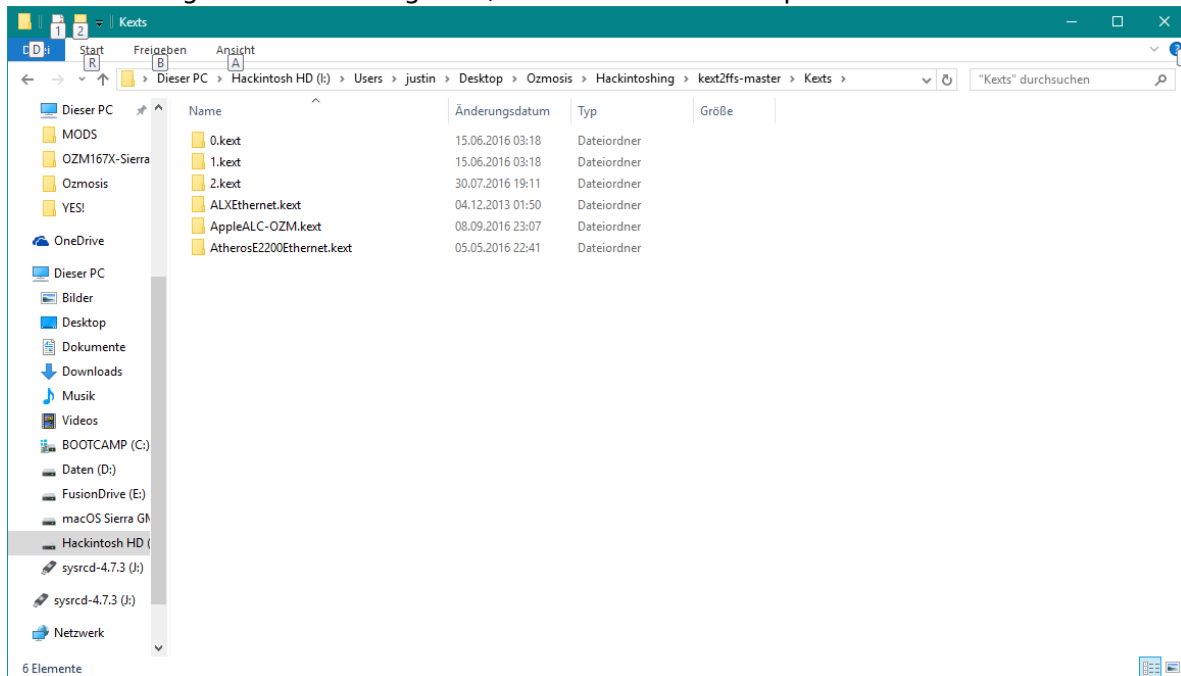 1 2 Kexts
D Start Freigeben Ansicht
R B A
Dieser PC > Hackintosh HD (I:) > Users > justin > Desktop > Ozmosis > Hackintoshing > kext2ffs-master > Kexts >
"Kexts" durchsuchen
Dieser PC
MODS
OZM167X-Sierra
Ozmosis
YES!
OneDrive
Dieser PC
Bilder
Desktop
Dokumente
Downloads
Musik
Videos
BOOTCAMP (C:)
Daten (D:)
FusionDrive (E:)
macOS Sierra GM
Hackintosh HD (
sysrcd-4.7.3 (J:)
sysrcd-4.7.3 (J:)
Netzwerk
Name Änderungsdatum Typ Größe
0.kext 15.06.2016 03:18 Dateiordner
1.kext 15.06.2016 03:18 Dateiordner
2.kext 30.07.2016 19:11 Dateiordner
ALXEthernet.kext 04.12.2013 01:50 Dateiordner
AppleALC-OZM.kext 08.09.2016 23:07 Dateiordner
AtherosE2200Ethernet.kext 05.05.2016 22:41 Dateiordner
6 Elemente